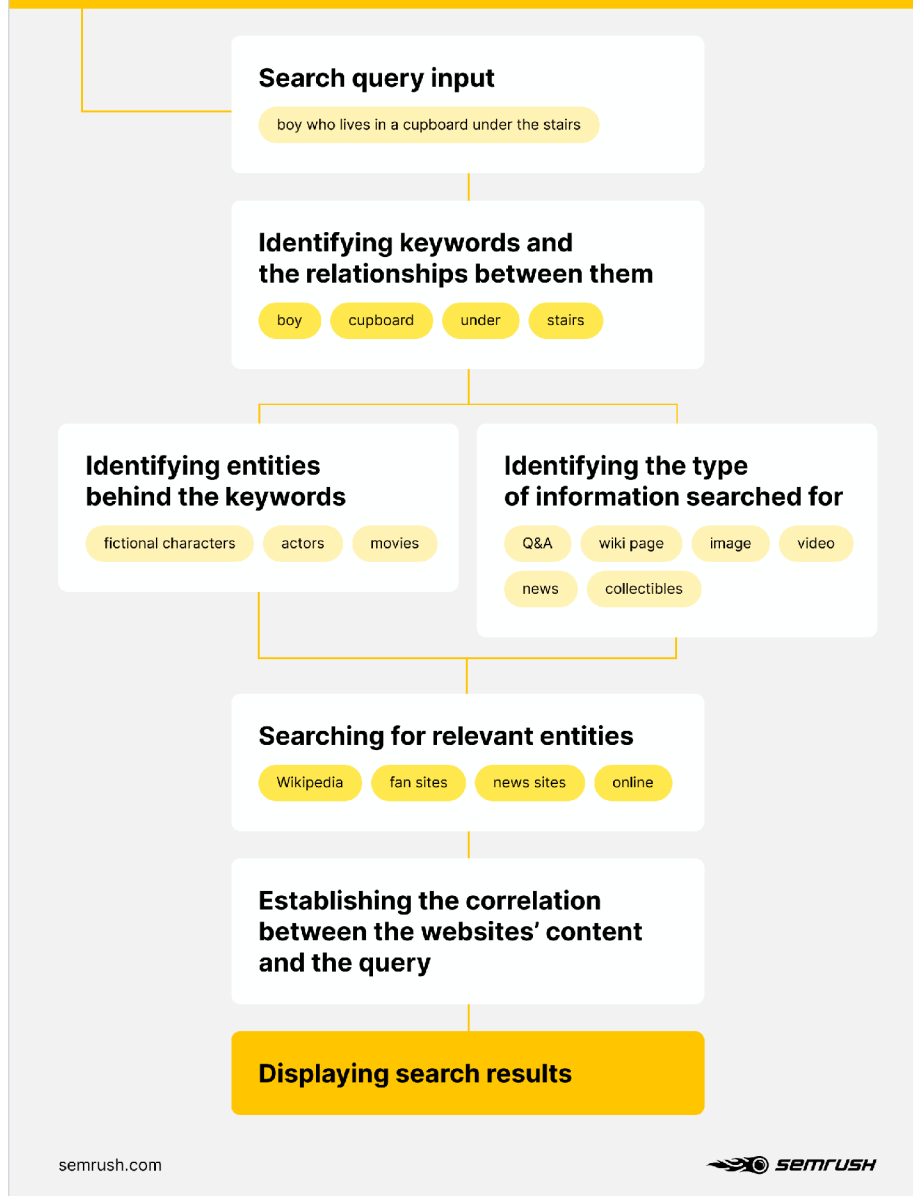 Search query input
boy who lives in a cupboard under the stairs
Identifying keywords and
the relationships between them
boy
cupboard
under
stairs
Identifying entities
behind the keywords
fictional characters
actors
movies
Identifying the type
of information searched for
Q&A
wiki page
image
video
news
collectibles
Searching for relevant entities
Wikipedia
fan sites
news sites
online
Establishing the correlation
between the websites’ content
and the query
Displaying search results
semrush.com
semrush